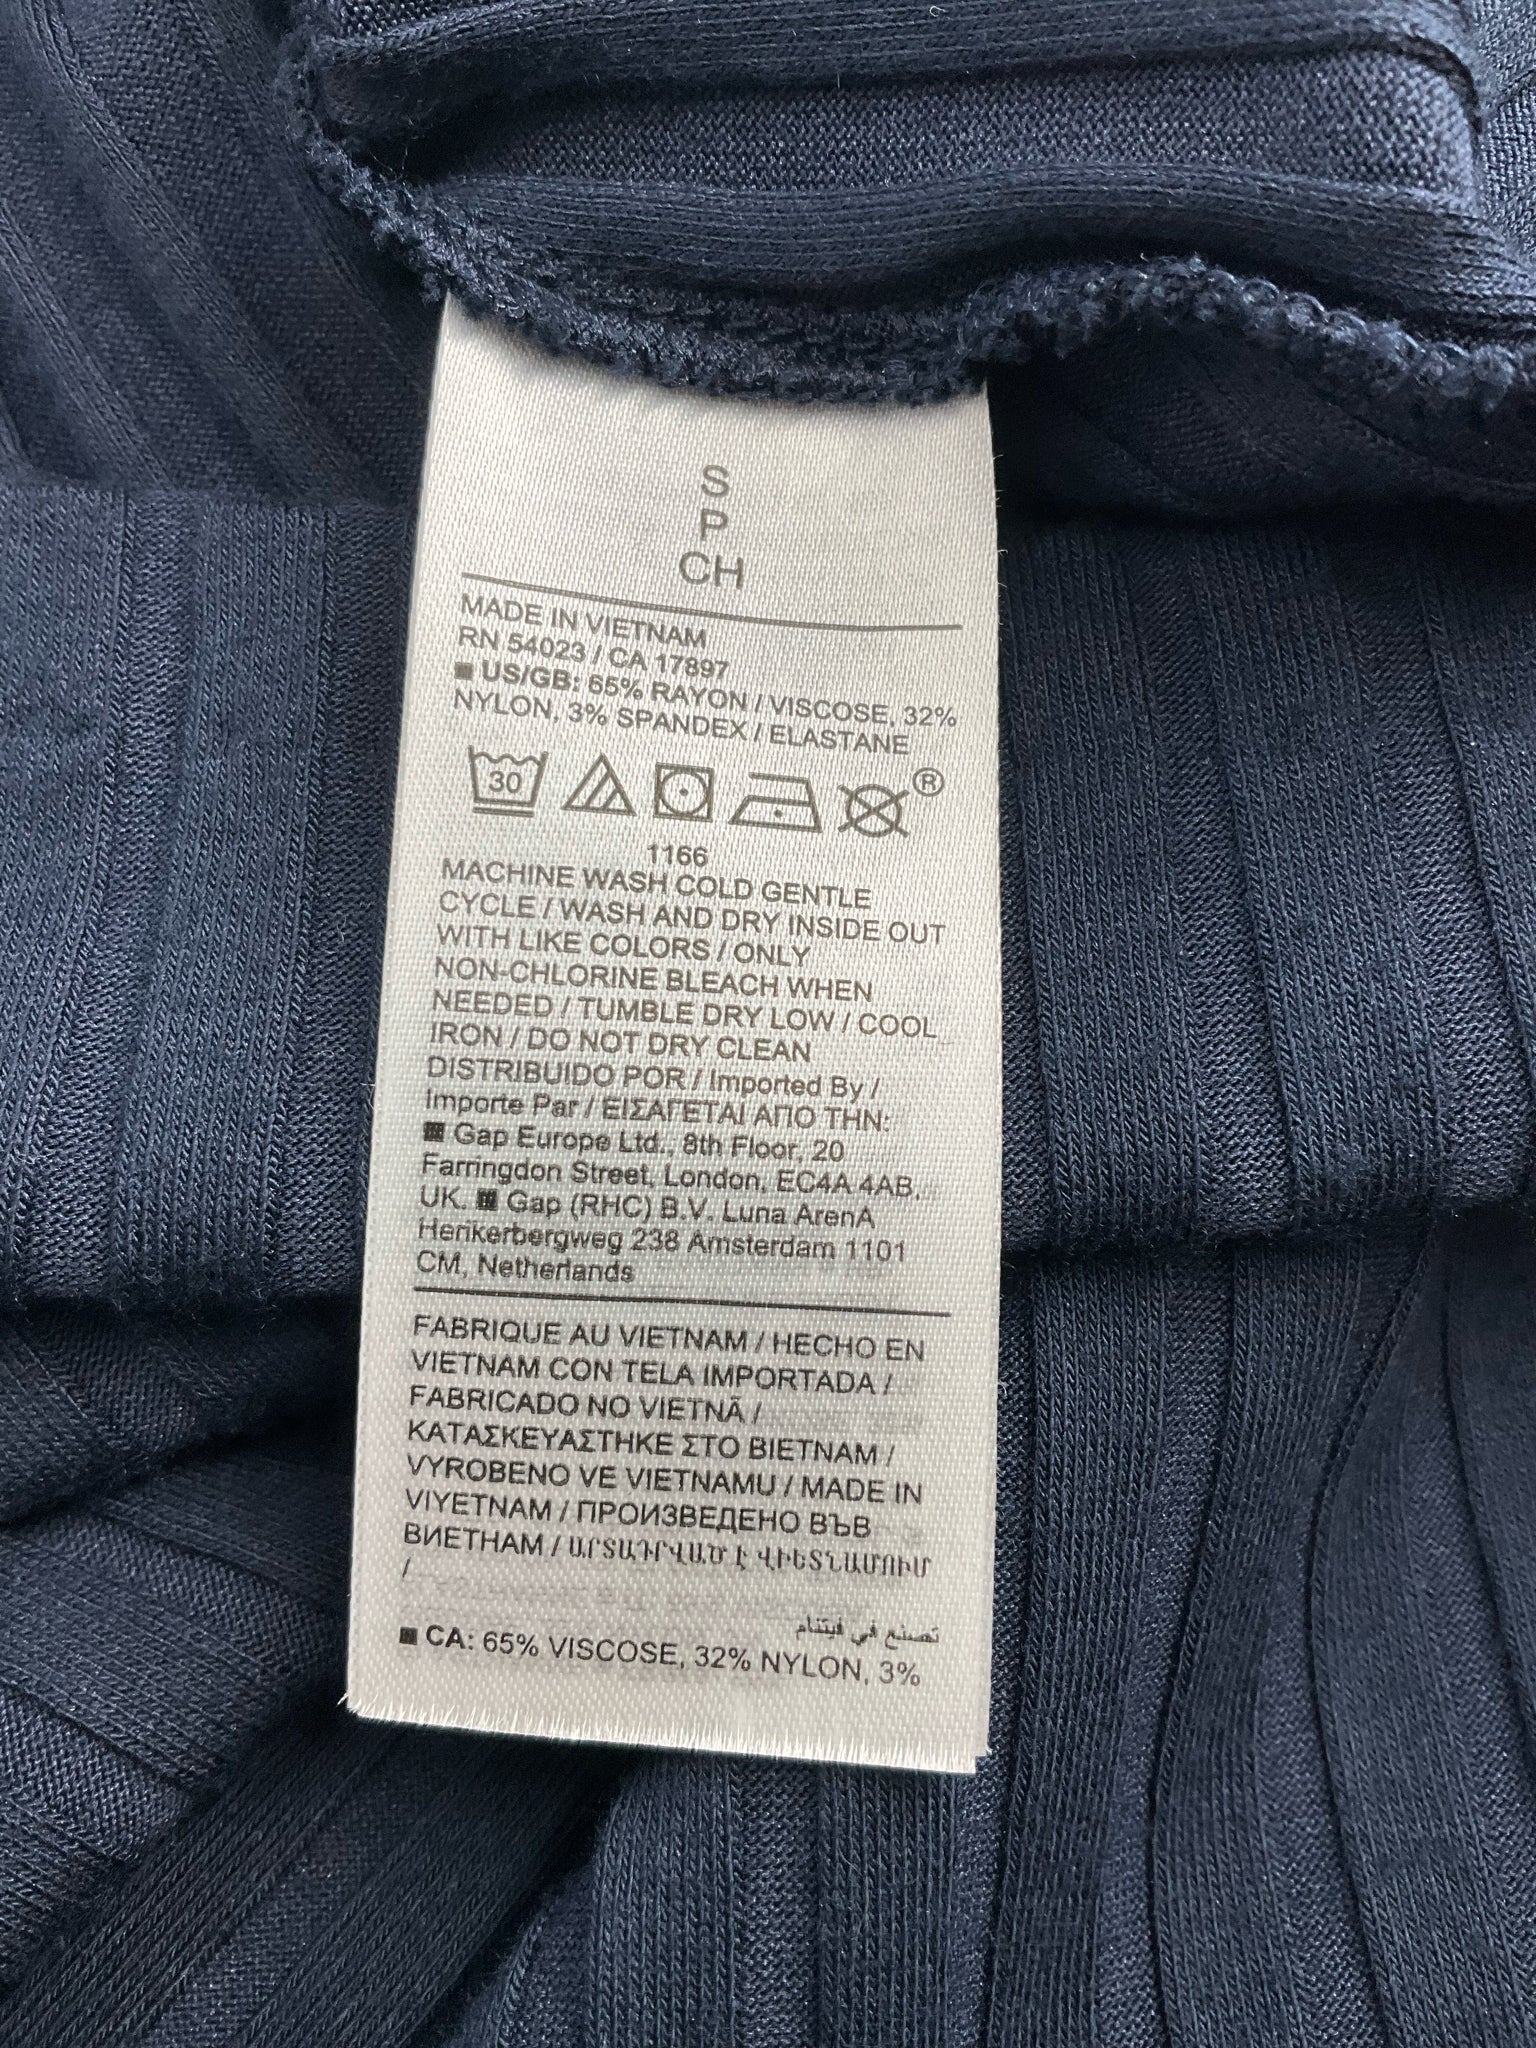 S
P
CH
MADE IN VIETNAM
RN 54023 / CA 17897
■ US/GB: 65% RAYON / VISCOSE, 32%
NYLON, 3% SPANDEX / ELASTANE
30 ®
1166
MACHINE WASH COLD GENTLE
CYCLE / WASH AND DRY INSIDE OUT
WITH LIKE COLORS / ONLY
NON-CHLORINE BLEACH WHEN
NEEDED / TUMBLE DRY LOW / COOL
IRON / DO NOT DRY CLEAN
DISTRIBUIDO POR / Imported By /
Importe Par / ΕΙΣΑΓΕΤΑΙ ΑΠΟ ΤΗΝ:
■ Gap Europe Ltd., 8th Floor, 20
Farringdon Street, London, EC4A 4AB,
UK. ■ Gap (RHC) B.V. Luna ArenA
Herikerbergweg 238 Amsterdam 1101
CM, Netherlands
FABRIQUE AU VIETNAM / HECHO EN
VIETNAM CON TELA IMPORTADA /
FABRICADO NO VIETNÃ /
ΚΑΤΑΣΚΕΥΑΣΤΗΚΕ ΣΤΟ ΒΙΕΤΝΑΜ /
VYROBENO VE VIETNAMU / MADE IN
VIYETNAM / ПРОИЗВЕДЕНО ВЪВ
ВИЕТНАМ / ԱՐՏԱԴՐՎԱԾ Է ՎԻԵՏՆԱՄՈՒՄ
/
تصنع في فيتنام
■ CA: 65% VISCOSE, 32% NYLON, 3%